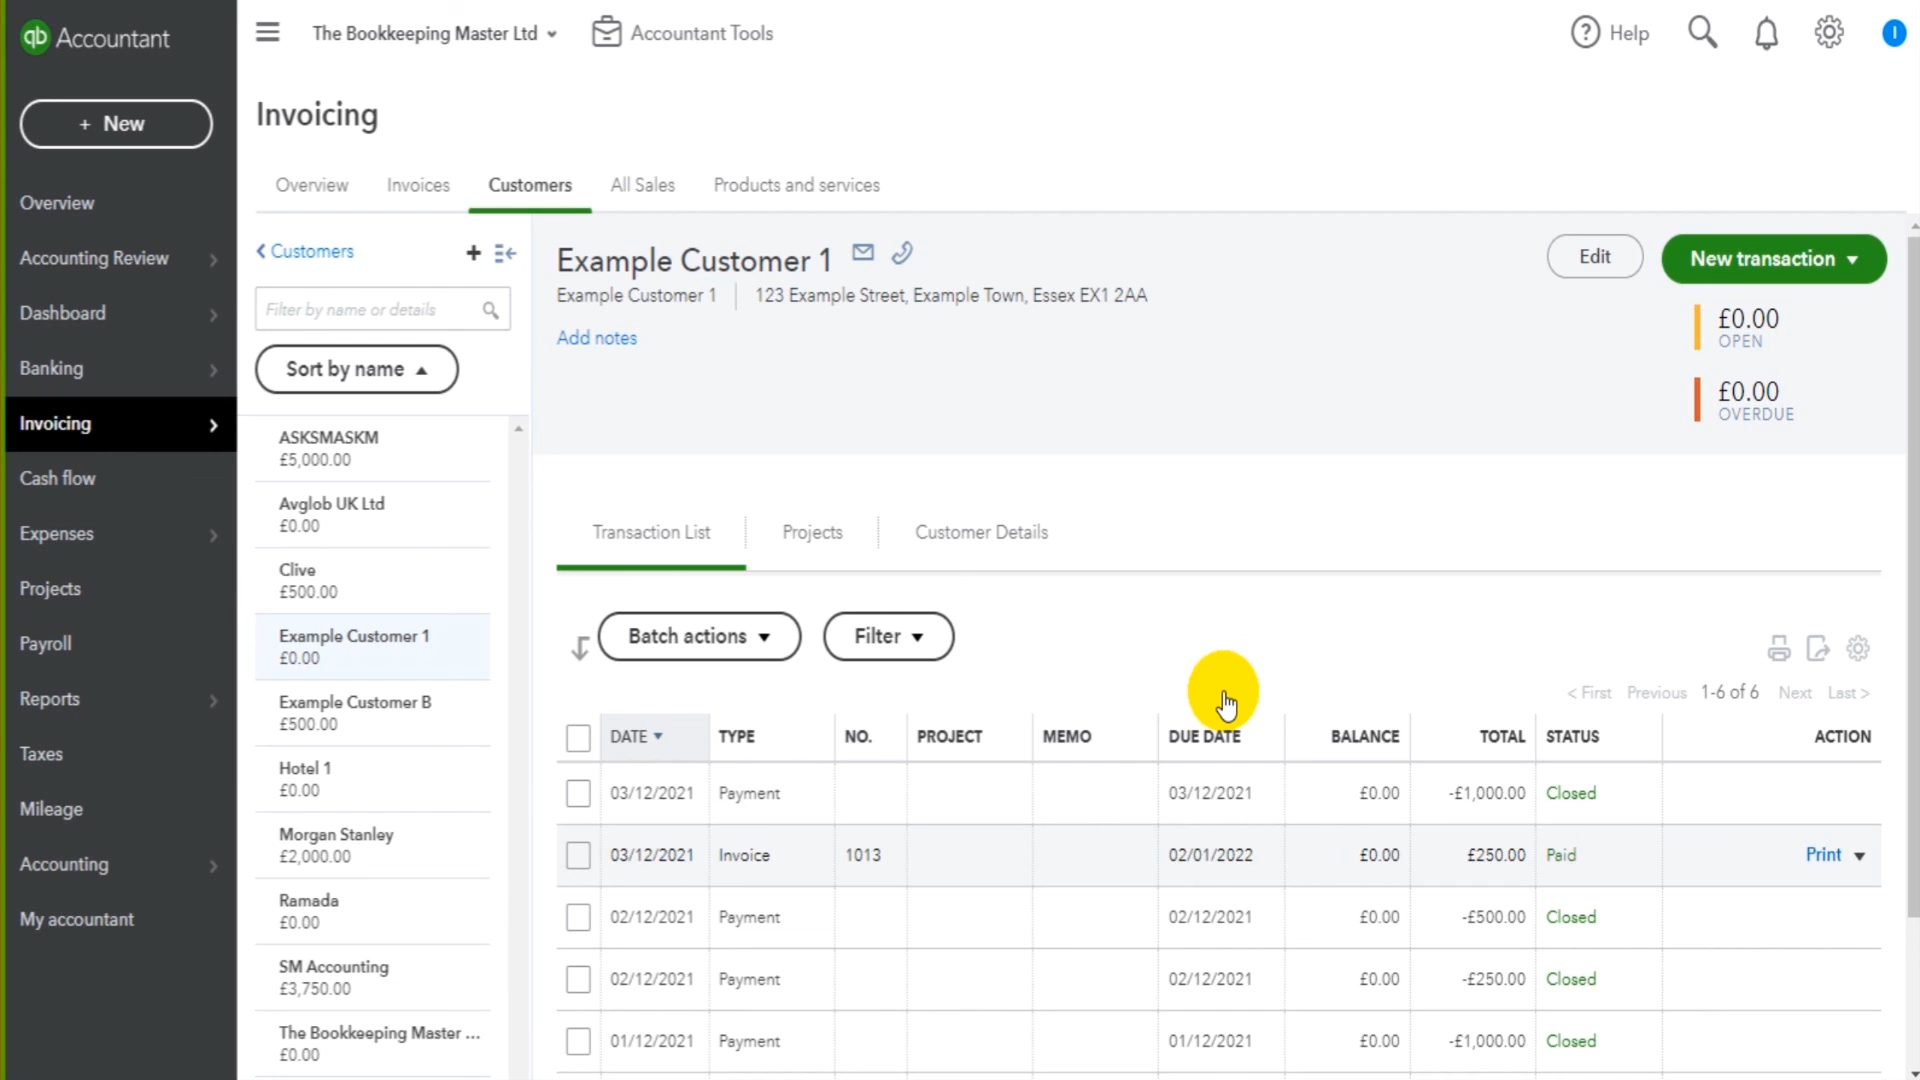 qb Accountant
The Bookkeeping Master Ltd
Accountant Tools
? Help
I
+ New
Invoicing
Overview
Invoices
Customers
All Sales
Products and services
Overview
Accounting Review
Dashboard
Banking
Invoicing
Cash flow
Expenses
Projects
Payroll
Reports
Taxes
Mileage
Accounting
My accountant
Customers
+
Filter by name or details
Sort by name
ASKSMASKM
£5,000.00
Avglob UK Ltd
£0.00
Clive
£500.00
Example Customer 1
£0.00
Example Customer B
£500.00
Hotel 1
£0.00
Morgan Stanley
£2,000.00
Ramada
£0.00
SM Accounting
£3,750.00
The Bookkeeping Master ...
£0.00
Example Customer 1
Example Customer 1 | 123 Example Street, Example Town, Essex EX1 2AA
Add notes
Edit
New transaction
£0.00
OPEN
£0.00
OVERDUE
Transaction List
Projects
Customer Details
Batch actions
Filter
< First Previous 1-6 of 6 Next Last >
DATE TYPE NO. PROJECT MEMO DUE DATE BALANCE TOTAL STATUS ACTION
03/12/2021 Payment 03/12/2021 £0.00 -£1,000.00 Closed
03/12/2021 Invoice 1013 02/01/2022 £0.00 £250.00 Paid Print
02/12/2021 Payment 02/12/2021 £0.00 -£500.00 Closed
02/12/2021 Payment 02/12/2021 £0.00 -£250.00 Closed
01/12/2021 Payment 01/12/2021 £0.00 -£1,000.00 Closed